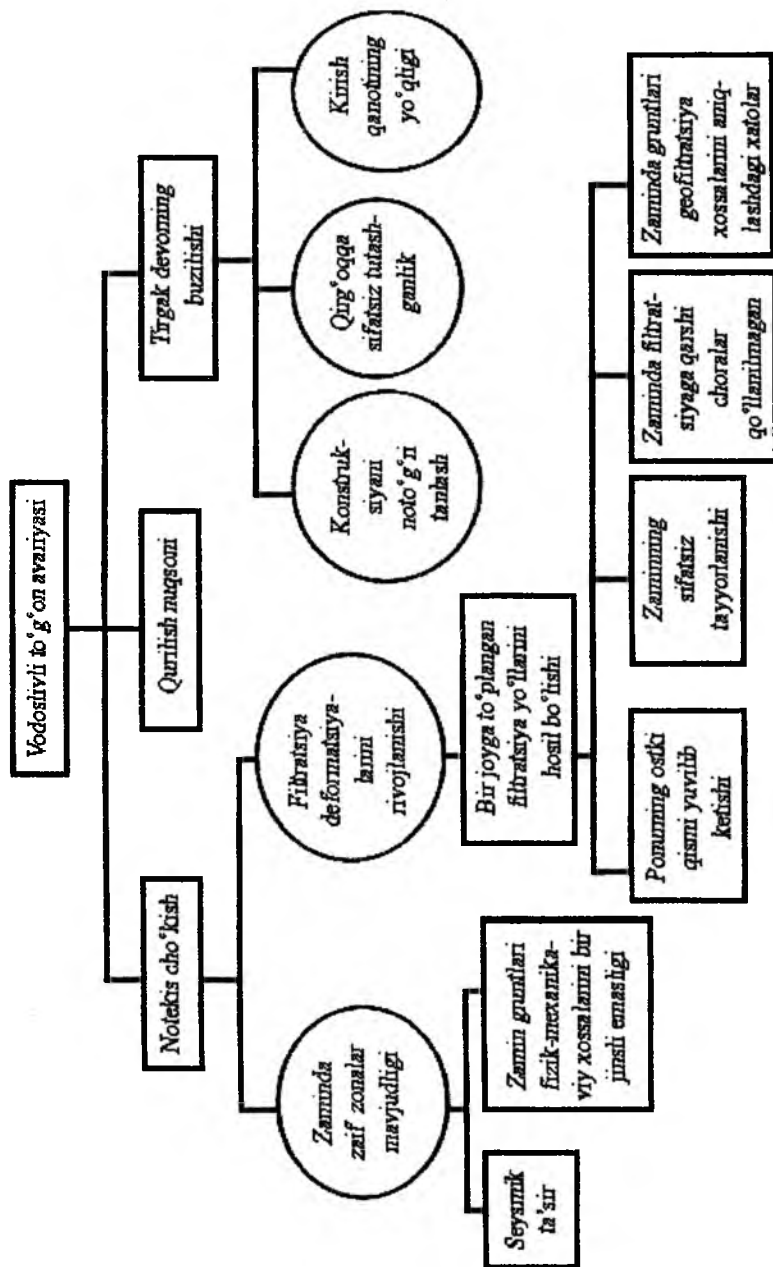 Vodoslivli to‘g‘on avariyasi
Notekis cho‘kish
Qurilish nuqsoni
Tirgak devorning
buzilishi
Zaminda
zaif zonalar
mavjudligi
Filtratsiya
deformatsiya-
larini
rivojlanishi
Konstruk-
siyani
noto‘g‘ri
tanlash
Qirg‘oqqa
sifatsiz tutash-
ganlik
Kirish
qanotining
yo‘qligi
Seysmik
ta’sir
Zamin gruntlari
fizik-mexanika-
viy xossalarini bir
jinsli emasligi
Bir joyga to‘plangan
filtratsiya yo‘llarini
hosil bo‘lishi
Ponurning ostki
qismi yuvilib
ketishi
Zaminning
sifatsiz
tayyorlanishi
Zaminda filtrat-
siyaga qarshi
choralar
qo‘llanilmagan
Zaminda gruntlari
geofiltratsiya
xossalarini aniq-
lashdagi xatolar